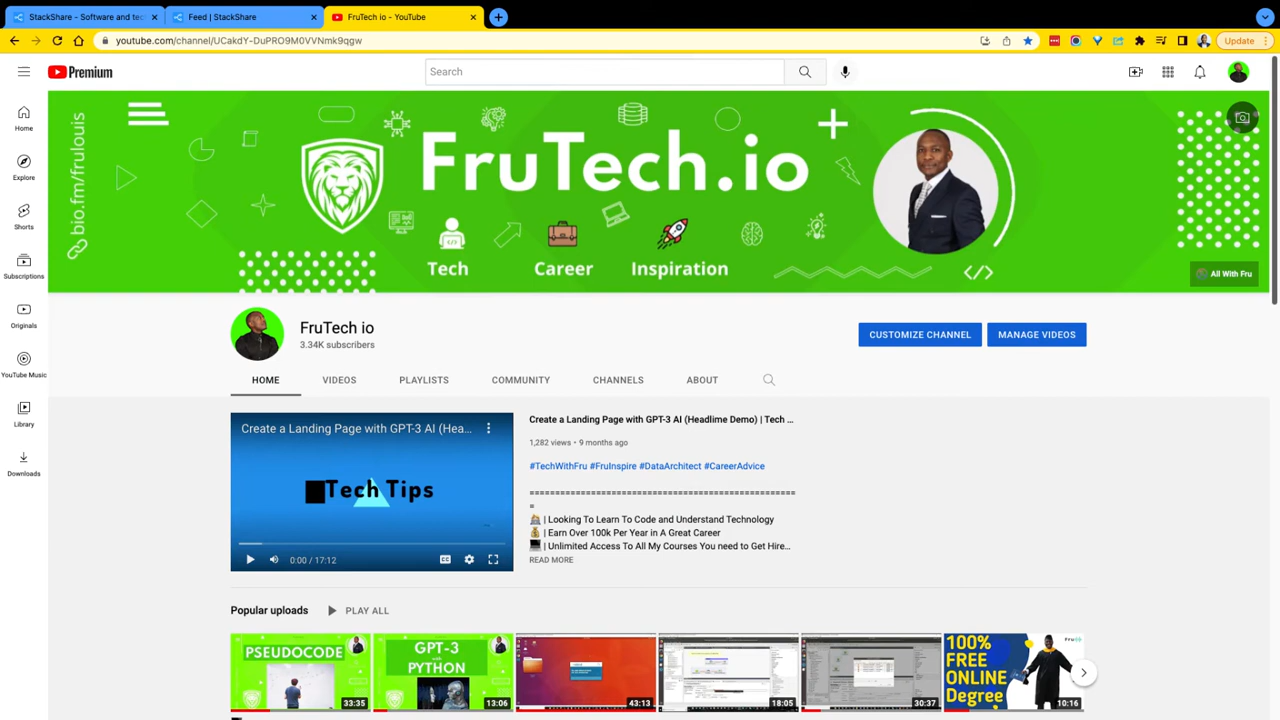 StackShare - Software and tec
Feed | StackShare
FruTech io - YouTube
youtube.com/channel/UCakdY-DuPRO9M0VVNmk9qgw
Update
Premium
Search
Home
Explore
Shorts
Subscriptions
Originals
YouTube Music
Library
Downloads
bio.fm/frulouis
FruTech.io
Tech
Career
Inspiration
</>
All With Fru
FruTech io
3.34K subscribers
CUSTOMIZE CHANNEL
MANAGE VIDEOS
HOME
VIDEOS
PLAYLISTS
COMMUNITY
CHANNELS
ABOUT
Create a Landing Page with GPT-3 AI (Hea...
Tech Tips
0:00 / 17:12
CC
Create a Landing Page with GPT-3 AI (Headlime Demo) | Tech ...
1,282 views • 9 months ago
#TechWithFru #FruInspire #DataArchitect #CareerAdvice
====================================================
=
| Looking To Learn To Code and Understand Technology
| Earn Over 100k Per Year in A Great Career
| Unlimited Access To All My Courses You need to Get Hire...
READ MORE
Popular uploads
PLAY ALL
PSEUDOCODE
33:35
GPT-3
with
PYTHON
13:06
43:13
18:05
30:37
100%
FREE
ONLINE
Degree
10:16